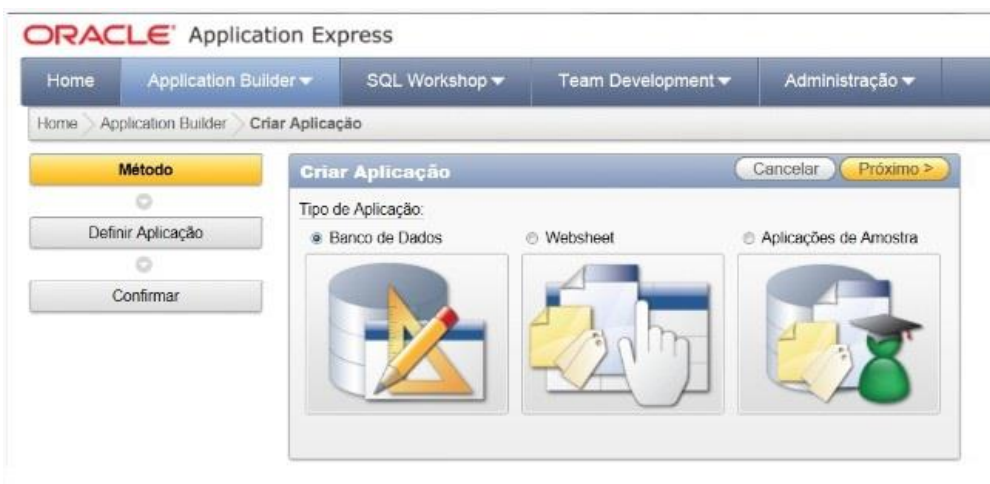 ORACLE Application Express
Home Application Builder SQL Workshop Team Development Administração
Home Application Builder Criar Aplicação
Método
Definir Aplicação
Confirmar
Criar Aplicação
Cancelar Próximo >
Tipo de Aplicação:
Banco de Dados Websheet Aplicações de Amostra